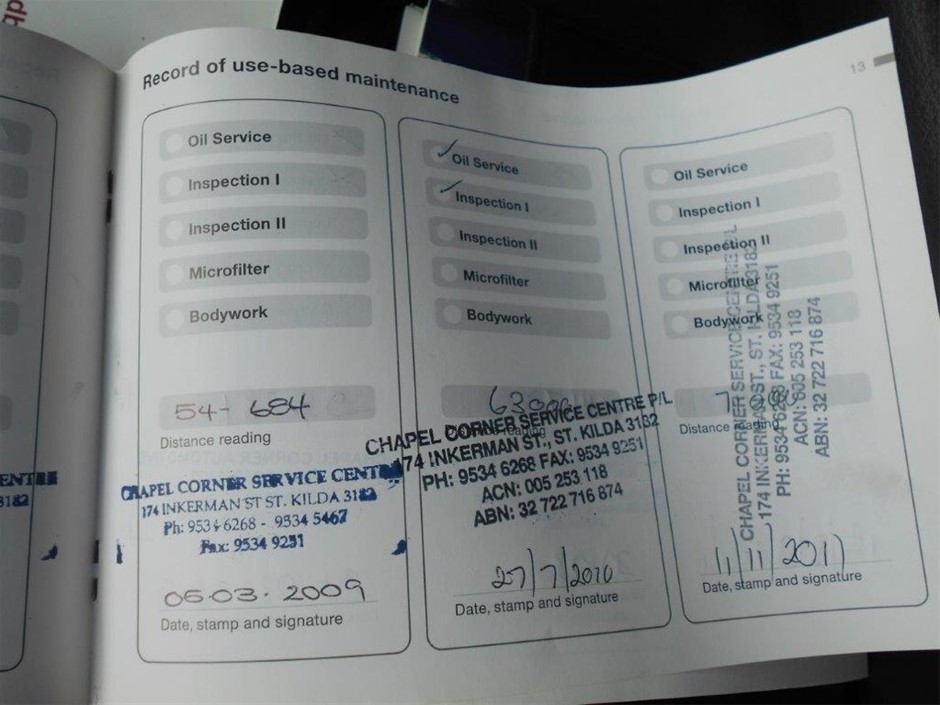 Record of use-based maintenance
13
Oil Service
Inspection I
Inspection II
Microfilter
Bodywork
54-684
Distance reading
CHAPEL CORNER SERVICE CENTRE
174 INKERMAN ST ST. KILDA 3182
Ph: 9534 6268 - 9534 5467
Fax: 9534 9251
06.03.2009
Date, stamp and signature
Oil Service
Inspection I
Inspection II
Microfilter
Bodywork
Distance reading
CHAPEL CORNER SERVICE CENTRE P/L
174 INKERMAN ST., ST. KILDA 3182
PH: 9534 6268 FAX: 9534 9251
ACN: 005 253 118
ABN: 32 722 716 874
27/7/2010
Date, stamp and signature
Oil Service
Inspection I
Inspection II
Microfilter
Bodywork
Distance reading
CHAPEL CORNER SERVICE CENTRE P/L
174 INKERMAN ST., ST. KILDA 3182
PH: 9534 6268 FAX: 9534 9251
ACN: 005 253 118
ABN: 32 722 716 874
Date, stamp and signature
3182